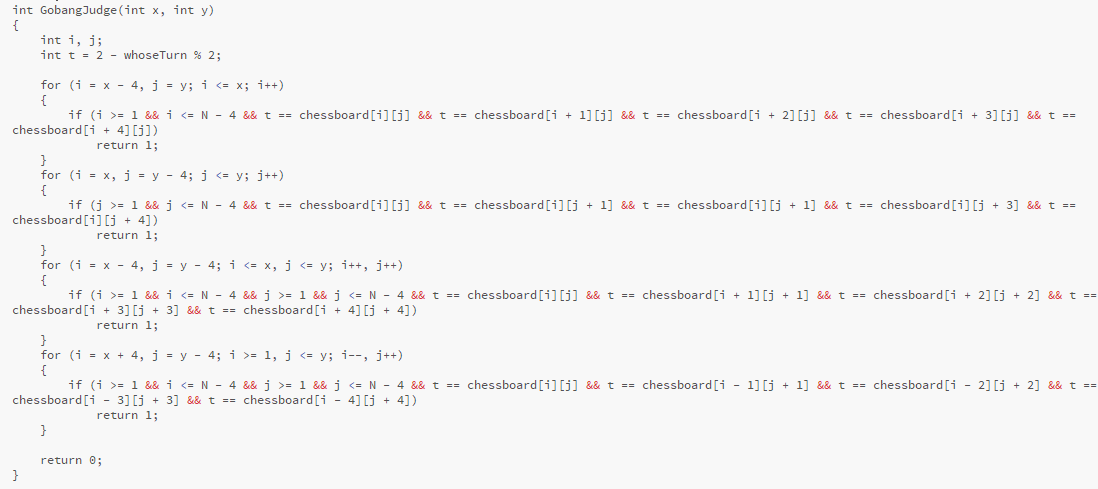 int GobangJudge(int x, int y)
{
    int i, j;
    int t = 2 - whoseTurn % 2;

    for (i = x - 4, j = y; i <= x; i++)
    {
        if (i >= 1 && i <= N - 4 && t == chessboard[i][j] && t == chessboard[i + 1][j] && t == chessboard[i + 2][j] && t == chessboard[i + 3][j] && t ==
chessboard[i + 4][j])
            return 1;
    }
    for (i = x, j = y - 4; j <= y; j++)
    {
        if (j >= 1 && j <= N - 4 && t == chessboard[i][j] && t == chessboard[i][j + 1] && t == chessboard[i][j + 1] && t == chessboard[i][j + 3] && t ==
chessboard[i][j + 4])
            return 1;
    }
    for (i = x - 4, j = y - 4; i <= x, j <= y; i++, j++)
    {
        if (i >= 1 && i <= N - 4 && j >= 1 && j <= N - 4 && t == chessboard[i][j] && t == chessboard[i + 1][j + 1] && t == chessboard[i + 2][j + 2] && t ==
chessboard[i + 3][j + 3] && t == chessboard[i + 4][j + 4])
            return 1;
    }
    for (i = x + 4, j = y - 4; i >= 1, j <= y; i--, j++)
    {
        if (i >= 1 && i <= N - 4 && j >= 1 && j <= N - 4 && t == chessboard[i][j] && t == chessboard[i - 1][j + 1] && t == chessboard[i - 2][j + 2] && t ==
chessboard[i - 3][j + 3] && t == chessboard[i - 4][j + 4])
            return 1;
    }

    return 0;
}